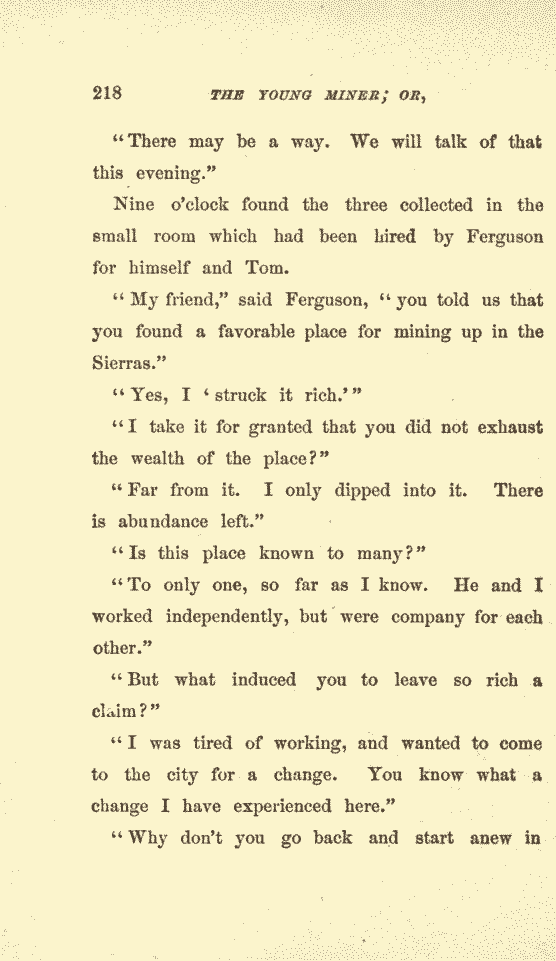 218 THE YOUNG MINER; OR,
"There may be a way. We will talk of that
this evening."
Nine o'clock found the three collected in the
small room which had been hired by Ferguson
for himself and Tom.
"My friend," said Ferguson, "you told us that
you found a favorable place for mining up in the
Sierras."
"Yes, I 'struck it rich.'"
"I take it for granted that you did not exhaust
the wealth of the place?"
"Far from it. I only dipped into it. There
is abundance left."
"Is this place known to many?"
"To only one, so far as I know. He and I
worked independently, but were company for each
other."
"But what induced you to leave so rich a
claim?"
"I was tired of working, and wanted to come
to the city for a change. You know what a
change I have experienced here."
"Why don't you go back and start anew in